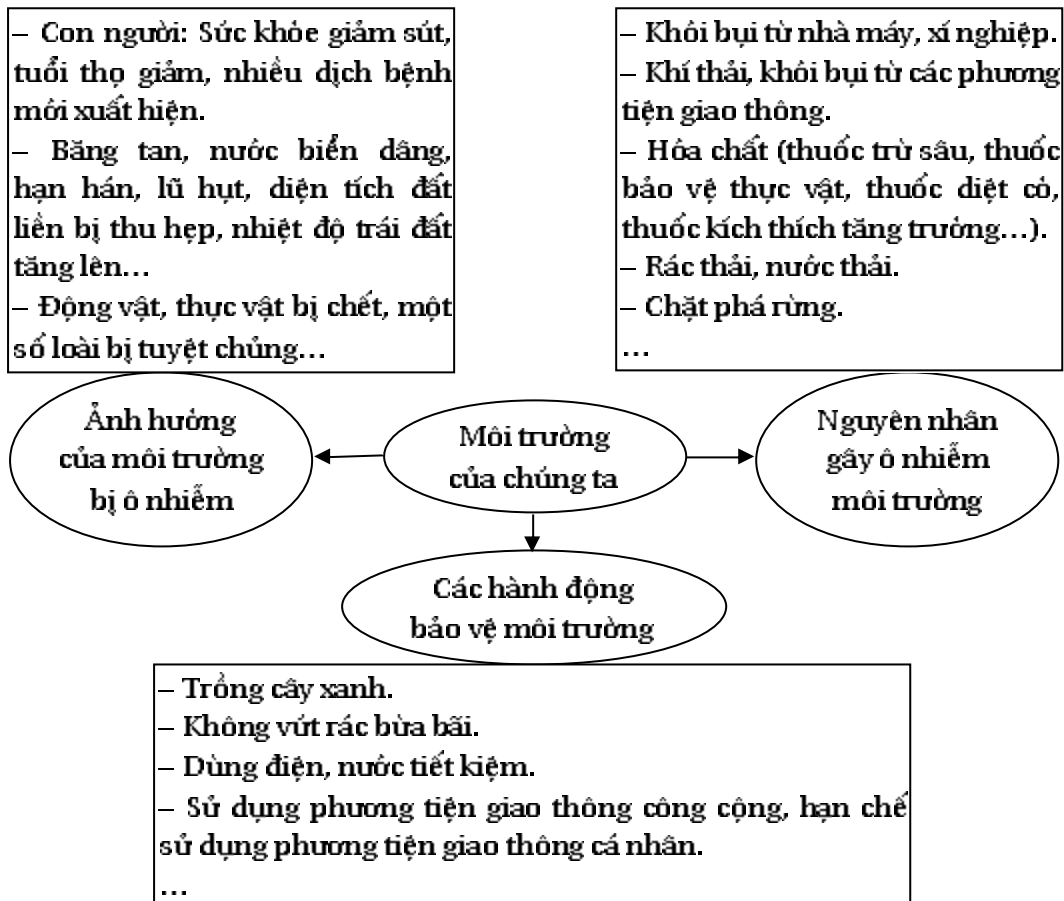 – Con người: Sức khỏe giảm sút,
tuổi thọ giảm, nhiều dịch bệnh
mới xuất hiện.
– Băng tan, nước biển dâng,
hạn hán, lũ lụt, diện tích đất
liền bị thu hẹp, nhiệt độ trái đất
tăng lên…
– Động vật, thực vật bị chết, một
số loài bị tuyệt chủng…
– Khói bụi từ nhà máy, xí nghiệp.
– Khí thải, khói bụi từ các phương
tiện giao thông.
– Hóa chất (thuốc trừ sâu, thuốc
bảo vệ thực vật, thuốc diệt cỏ,
thuốc kích thích tăng trưởng…).
– Rác thải, nước thải.
– Chặt phá rừng.
…
Ảnh hưởng
của môi trường
bị ô nhiễm
Môi trường
của chúng ta
Nguyên nhân
gây ô nhiễm
môi trường
Các hành động
bảo vệ môi trường
– Trồng cây xanh.
– Không vứt rác bừa bãi.
– Dùng điện, nước tiết kiệm.
– Sử dụng phương tiện giao thông công cộng, hạn chế
sử dụng phương tiện giao thông cá nhân.
…